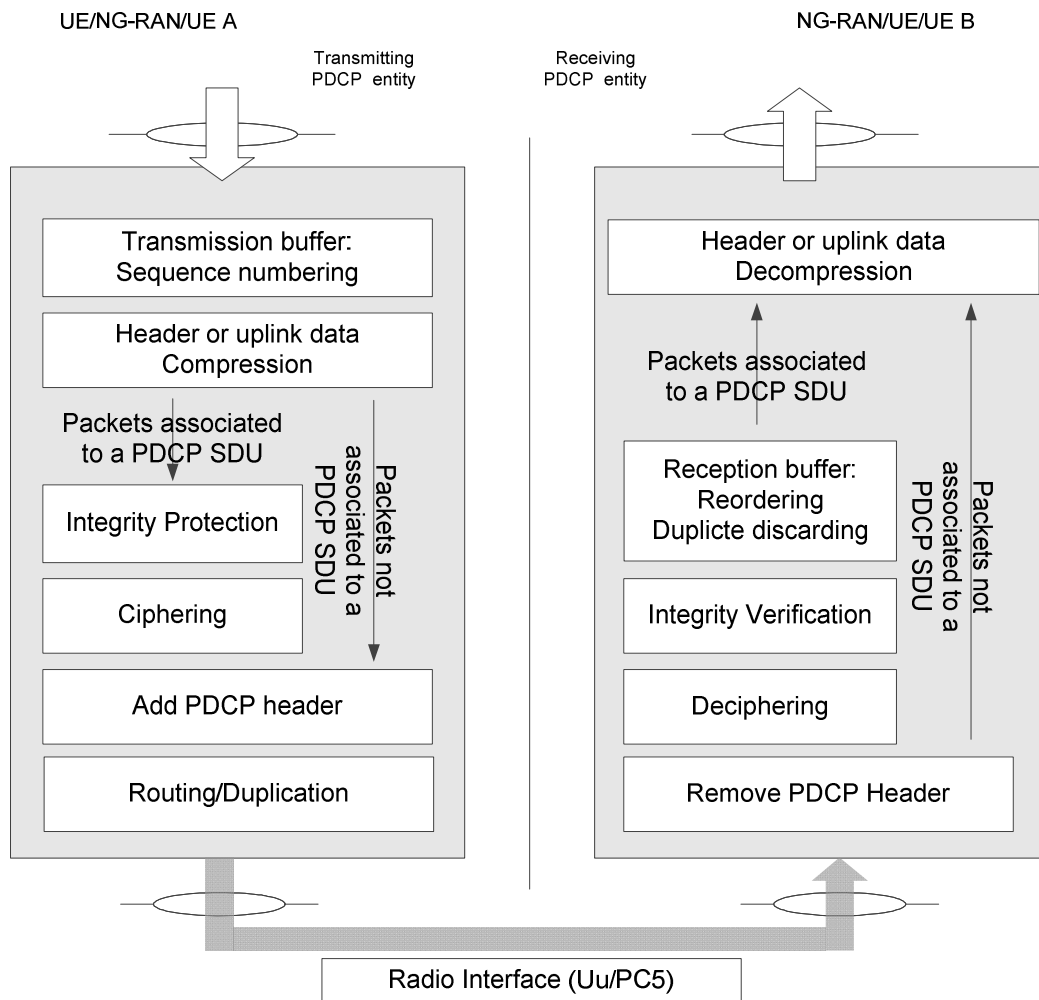 UE/NG-RAN/UE A
NG-RAN/UE/UE B
Transmitting
PDCP entity
Receiving
PDCP entity
Transmission buffer:
Sequence numbering
Header or uplink data
Compression
Packets associated
to a PDCP SDU
Packets not
associated to a
PDCP SDU
Integrity Protection
Ciphering
Add PDCP header
Routing/Duplication
Header or uplink data
Decompression
Packets associated
to a PDCP SDU
Packets not
associated to a
PDCP SDU
Reception buffer:
Reordering
Duplicte discarding
Integrity Verification
Deciphering
Remove PDCP Header
Radio Interface (Uu/PC5)